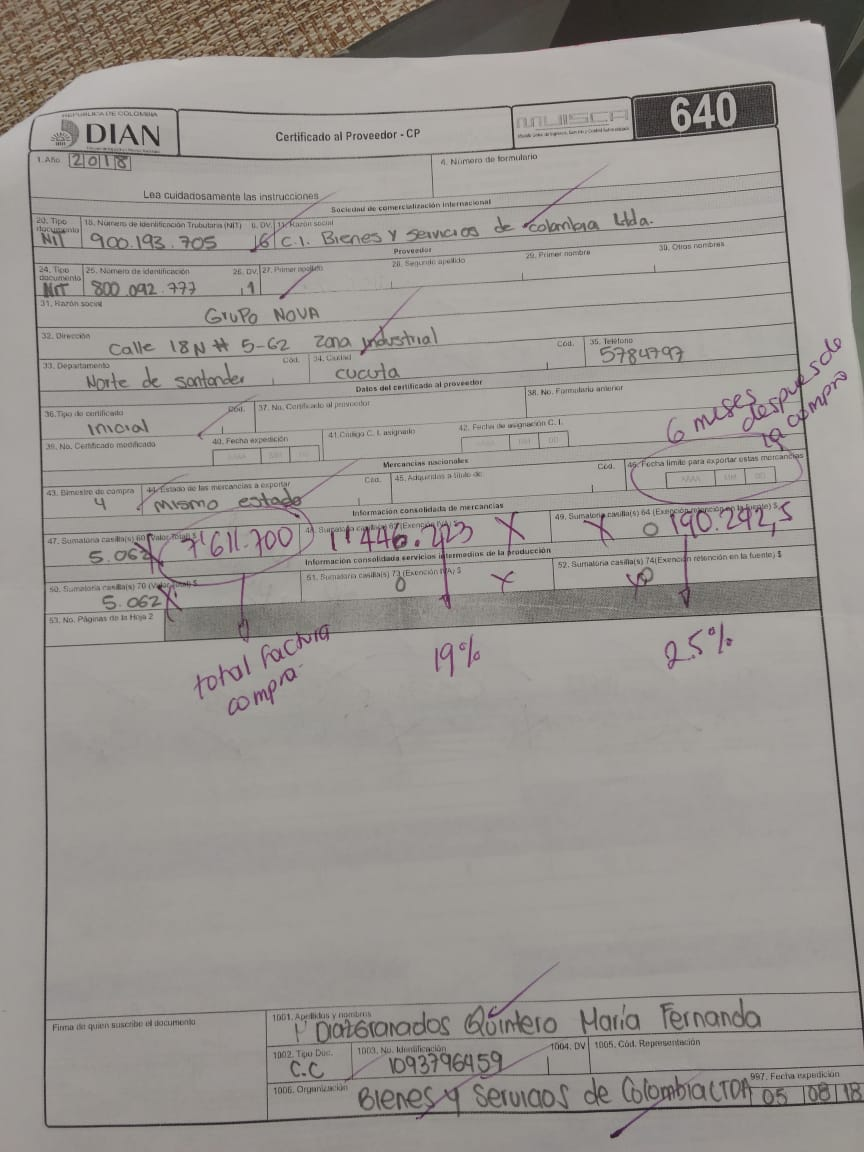 REPUBLICA DE COLOMBIA
DIAN
Certificado al Proveedor - CP
MUISCA
640
1. Año 2018
4. Número de formulario
Lea cuidadosamente las instrucciones
Sociedad de comercialización internacional
20. Tipo documento 18. Número de Identificación Tributaria (NIT) 6. DV 11. Razón social
NIT 900.193.705 6 C.I. Bienes y Servicios de colombia Ltda.
Proveedor
24. Tipo documento 25. Número de identificación 26. DV 27. Primer apellido 28. Segundo apellido 29. Primer nombre 30. Otros nombres
NIT 800.092.777 1
31. Razón social
GRUPO NOVA
32. Dirección
Calle 18N # 5-62 Zona industrial
33. Departamento Cód. 34. Ciudad Cód. 35. Teléfono
Norte de santander cucuta 5784797
Datos del certificado al proveedor
36. Tipo de certificado Cód. 37. No. Certificado al proveedor 38. No. Formulario anterior
inicial
39. No. Certificado modificado 40. Fecha expedición 41. Código C. I. asignado 42. Fecha de asignación C. I.
6 meses despues de la compra
Mercancías nacionales
43. Bimestre de compra 44. Estado de las mercancías a exportar Cód. 45. Adquiridas a título de: Cód. 46. Fecha límite para exportar estas mercancías
4 mismo estado
AAAA MM DD
Información consolidada de mercancías
47. Sumatoria casilla(s) 60 (Valor Total) $ 48. Sumatoria (Exención IVA) $ 49. Sumatoria casilla(s) 64 (Exención retención en la fuente) $
5.062 7'611.700 1'446.223 X X 0 190.292,5
Información consolidada servicios intermedios de la producción
50. Sumatoria casilla(s) 70 (Valor Total) $ 51. Sumatoria casilla(s) 73 (Exención IVA) $ 52. Sumatoria casilla(s) 74 (Exención retención en la fuente) $
5.062 X 0 X X 0
53. No. Páginas de la Hoja 2
total factura compra
19%
2.5%
Firma de quien suscribe el documento
1001. Apellidos y nombres
Diazgranados Quintero María Fernanda
1002. Tipo Doc. 1003. No. Identificación 1004. DV 1005. Cód. Representación
C.C 1093796459
1006. Organización 997. Fecha expedición
Bienes y Servicios de Colombia LTDA 05 08 18